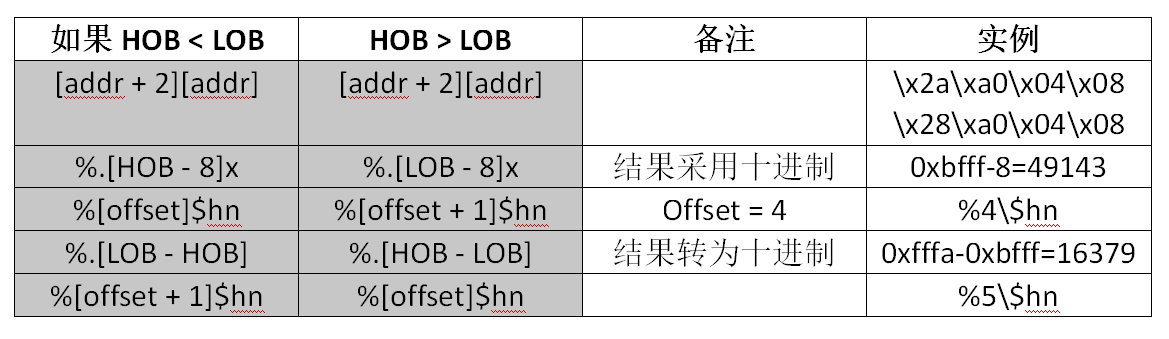 如果 HOB < LOB HOB > LOB 备注 实例
[addr + 2][addr] [addr + 2][addr] \x2a\xa0\x04\x08
\x28\xa0\x04\x08
%.[HOB - 8]x %.[LOB - 8]x 结果采用十进制 0xbfff-8=49143
%[offset]$hn %[offset + 1]$hn Offset = 4 %4\$hn
%.[LOB - HOB] %.[HOB - LOB] 结果转为十进制 0xfffa-0xbfff=16379
%[offset + 1]$hn %[offset]$hn %5\$hn